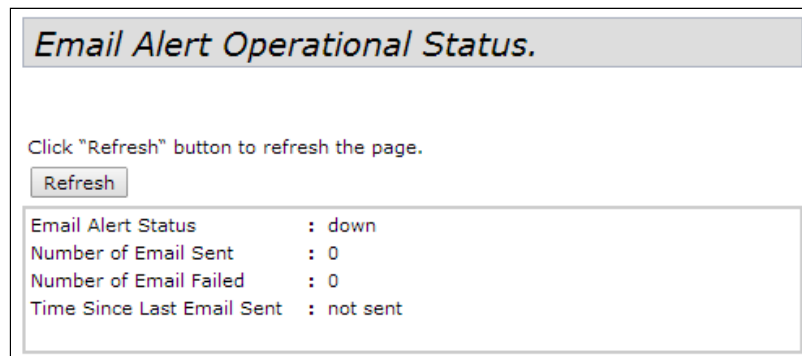 Email Alert Operational Status.
Click "Refresh" button to refresh the page.
Refresh
Email Alert Status : down
Number of Email Sent : 0
Number of Email Failed : 0
Time Since Last Email Sent : not sent